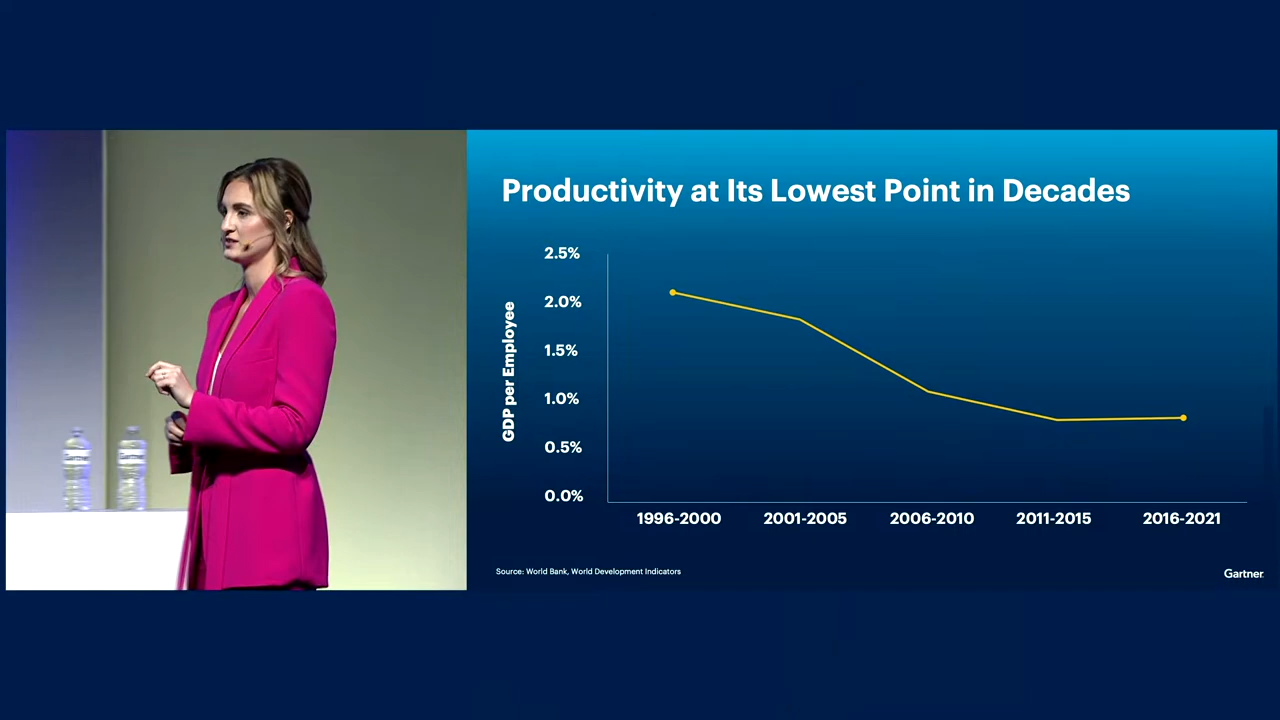 Productivity at Its Lowest Point in Decades
GDP per Employee
2.5%
2.0%
1.5%
1.0%
0.5%
0.0%
1996-2000
2001-2005
2006-2010
2011-2015
2016-2021
Source: World Bank, World Development Indicators
Gartner